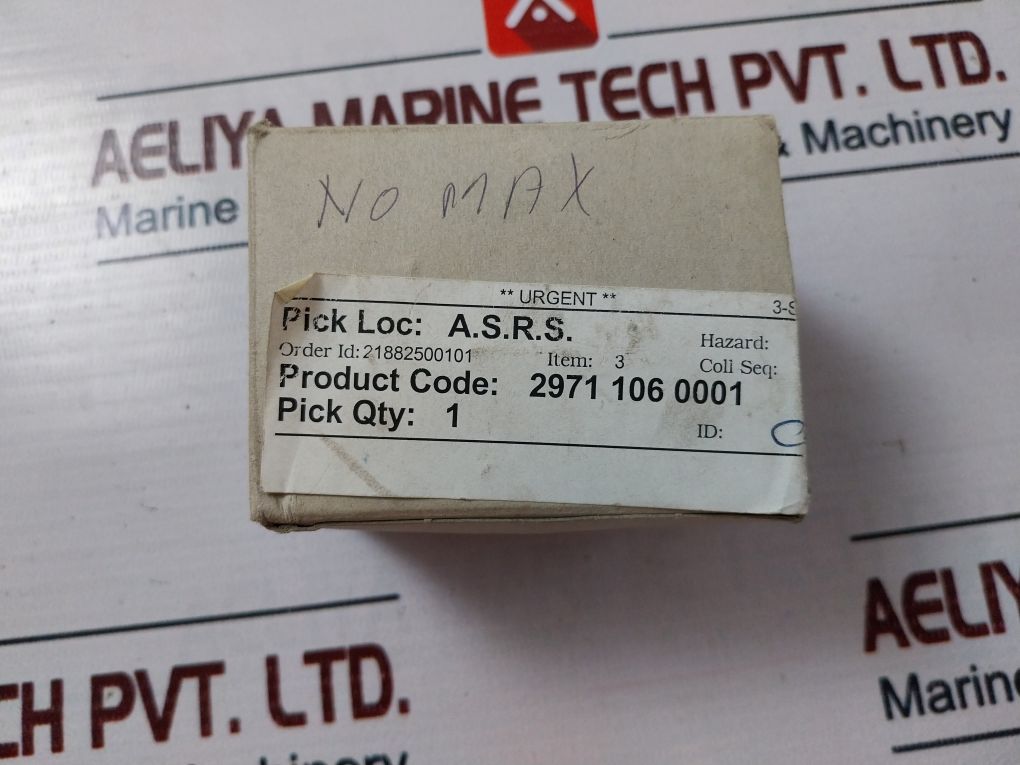 AELIYA MARINE TECH PVT. LTD.
Marine & Machinery
NO MAX
** URGENT **
3-S
Pick Loc: A.S.R.S.
Hazard:
Order Id: 21882500101 Item: 3
Coll Seq:
Product Code: 2971 106 0001
Pick Qty: 1
ID:
CH PVT. LTD.
AELIY
Marine